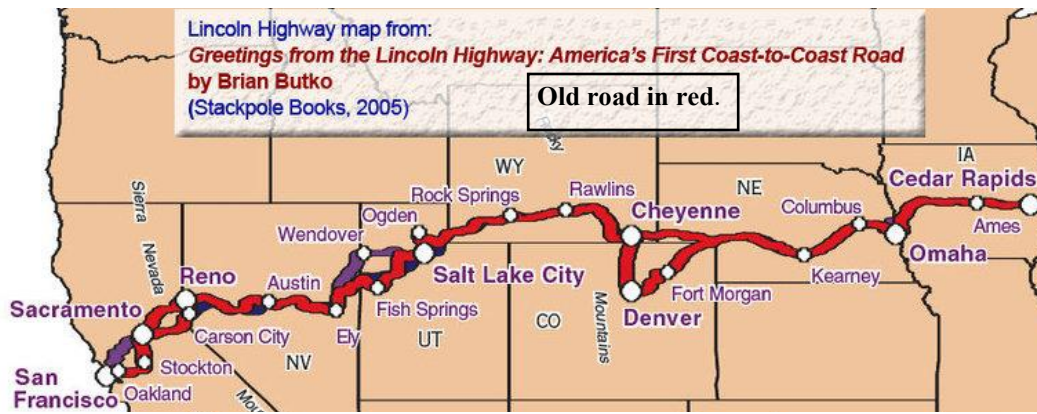 Lincoln Highway map from:
Greetings from the Lincoln Highway: America's First Coast-to-Coast Road
by Brian Butko
(Stackpole Books, 2005)
Old road in red.
Rocky
WY
IA
NE
Cedar Rapids
Sierra
Nevada
Rock Springs
Rawlins
Ogden
Columbus
Wendover
Cheyenne
Ames
Omaha
Reno
Austin
Salt Lake City
Kearney
Sacramento
Fish Springs
Fort Morgan
Mountains
Denver
Carson City
Ely
UT
CO
NV
Stockton
San
Francisco
Oakland